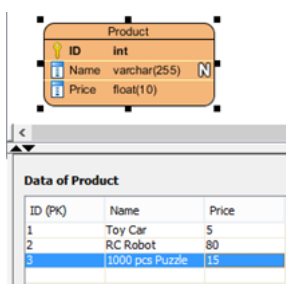 Product
ID int
Name varchar(255) N
Price float(10)
Data of Product
ID (PK) Name Price
1 Toy Car 5
2 RC Robot 80
3 1000 pcs Puzzle 15